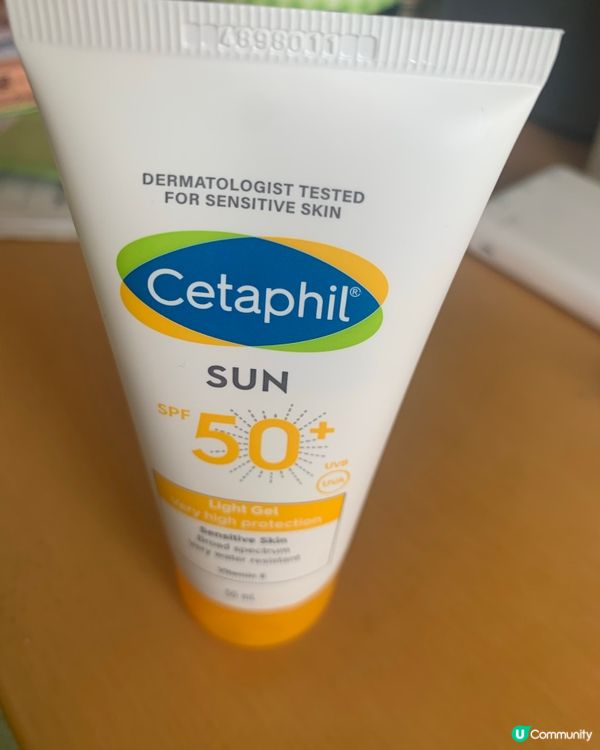 4898011
DERMATOLOGIST TESTED
FOR SENSITIVE SKIN
Cetaphil®
SUN
SPF 50+
UVB
UVA
Light Gel
Very high protection
Sensitive Skin
Broad spectrum
Very water resistant
Vitamin E
50 ml
U Community